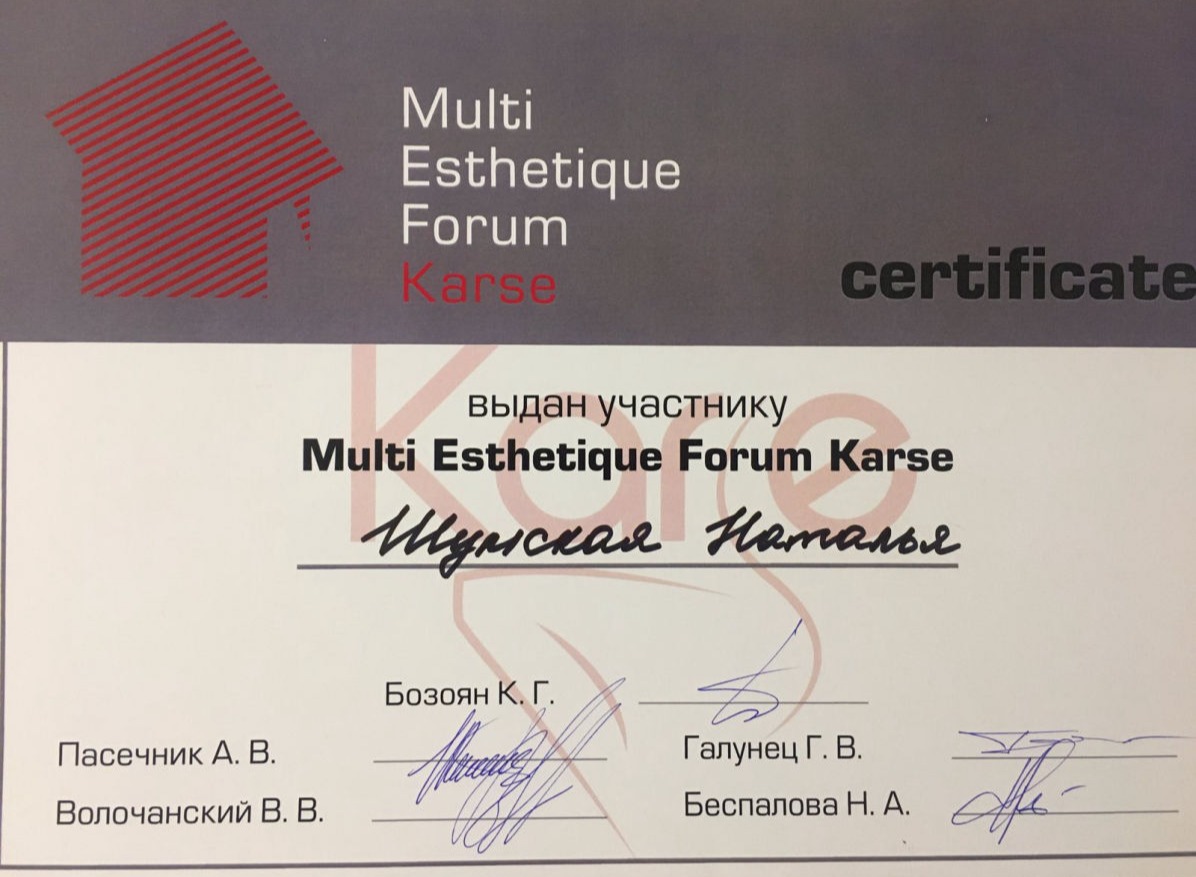 Multi
Esthetique
Forum
Karse
certificate
Karse
выдан участнику
Multi Esthetique Forum Karse
Шумская Наталья
Бозоян К. Г.
Пасечник А. В.
Галунец Г. В.
Волочанский В. В.
Беспалова Н. А.